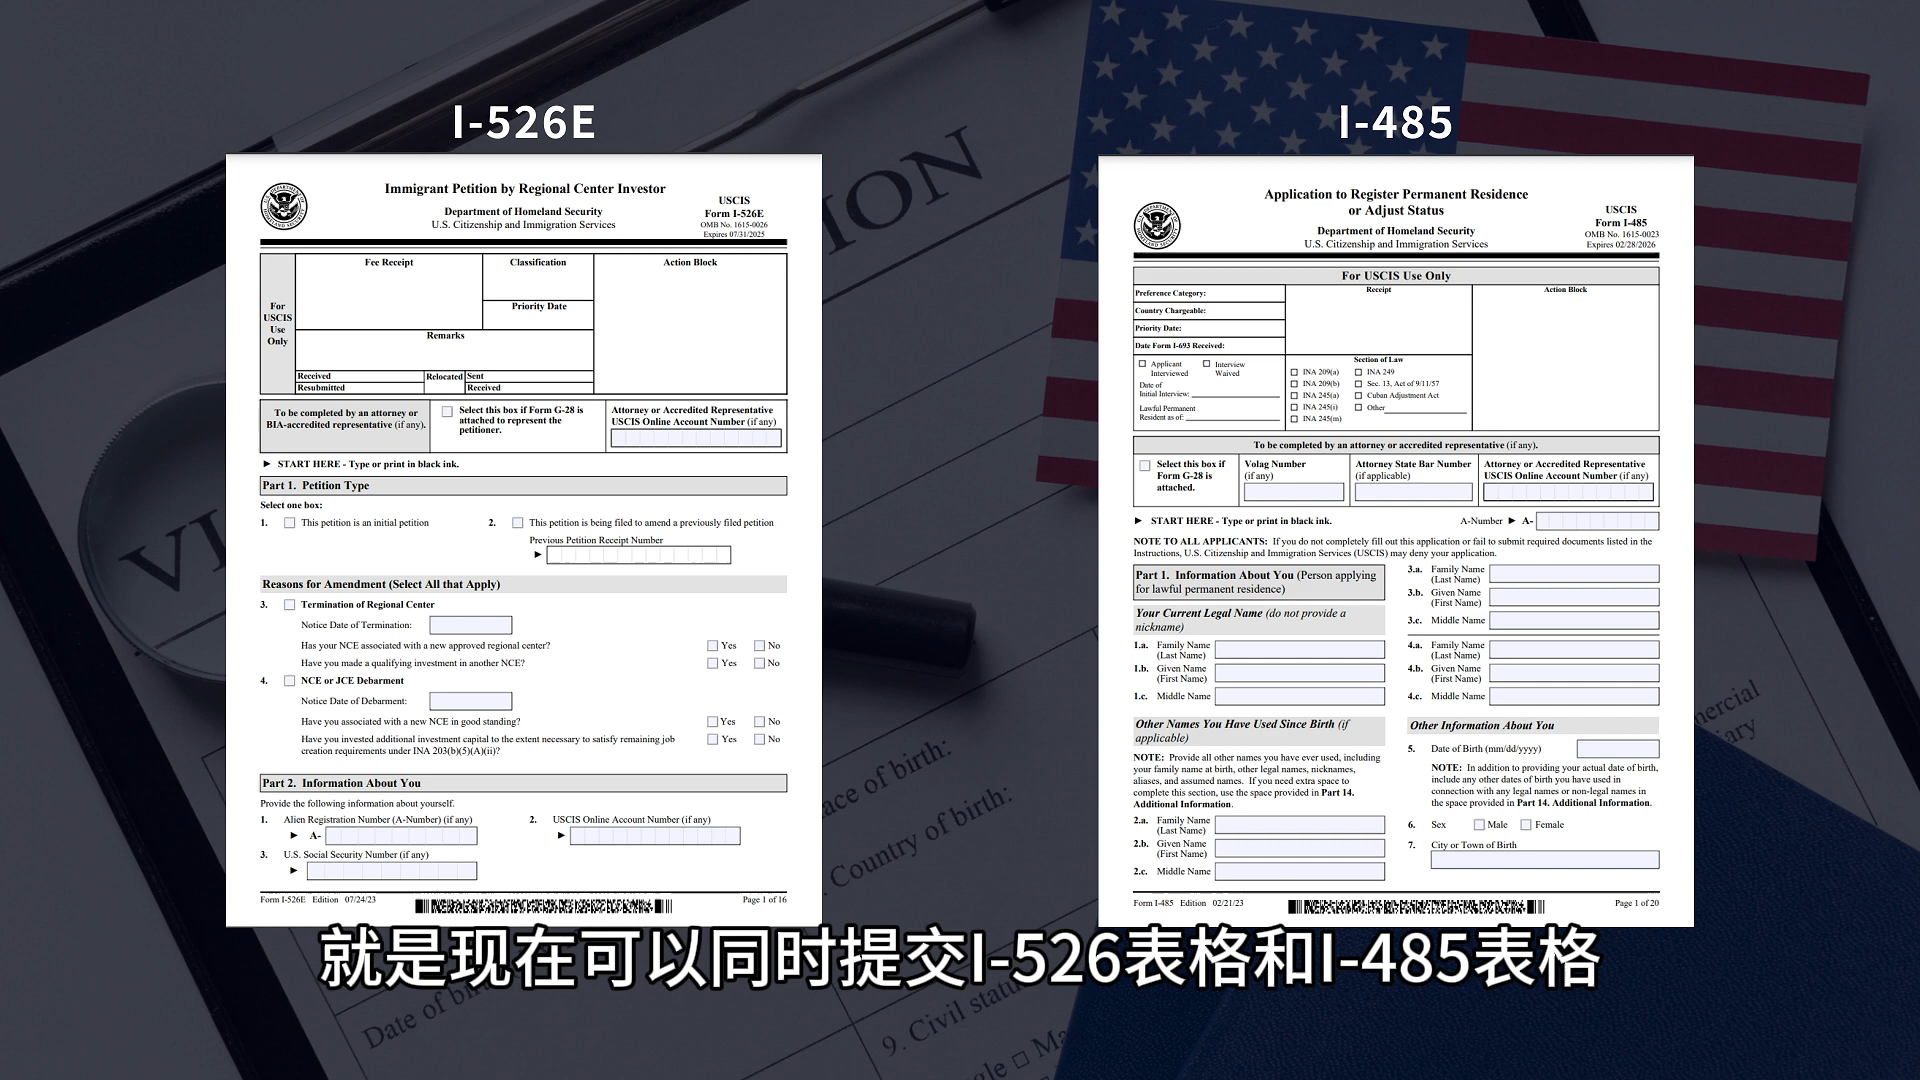 I-526E
Immigrant Petition by Regional Center Investor
Department of Homeland Security
U.S. Citizenship and Immigration Services
USCIS
Form I-526E
OMB No. 1615-0026
Expires 07/31/2025
For
USCIS
Use
Only
Fee Receipt
Classification
Action Block
Priority Date
Remarks
Received
Relocated
Sent
Resubmitted
Received
To be completed by an attorney or
BIA-accredited representative (if any).
Select this box if Form G-28 is
attached to represent the
petitioner.
Attorney or Accredited Representative
USCIS Online Account Number (if any)
► START HERE - Type or print in black ink.
Part 1. Petition Type
Select one box:
1. This petition is an initial petition
2. This petition is being filed to amend a previously filed petition
Previous Petition Receipt Number
►
Reasons for Amendment (Select All that Apply)
3. Termination of Regional Center
Notice Date of Termination:
Has your NCE associated with a new approved regional center? Yes No
Have you made a qualifying investment in another NCE? Yes No
4. NCE or JCE Debarment
Notice Date of Debarment:
Have you associated with a new NCE in good standing? Yes No
Have you invested additional investment capital to the extent necessary to satisfy remaining job Yes No
creation requirements under INA 203(b)(5)(A)(ii)?
Part 2. Information About You
Provide the following information about yourself.
1. Alien Registration Number (A-Number) (if any)
► A-
2. USCIS Online Account Number (if any)
►
3. U.S. Social Security Number (if any)
►
Form I-526E Edition 07/24/23
Page 1 of 16
I-485
Application to Register Permanent Residence
or Adjust Status
Department of Homeland Security
U.S. Citizenship and Immigration Services
USCIS
Form I-485
OMB No. 1615-0023
Expires 02/28/2026
For USCIS Use Only
Preference Category:
Country Chargeable:
Priority Date:
Date Form I-693 Received:
Receipt
Action Block
Applicant
Interviewed
Interview
Waived
Date of
Initial Interview:
Lawful Permanent
Resident as of:
Section of Law
INA 209(a)
INA 209(b)
INA 245(a)
INA 245(i)
INA 245(m)
INA 249
Sec. 13, Act of 9/11/57
Cuban Adjustment Act
Other
To be completed by an attorney or accredited representative (if any).
Select this box if
Form G-28 is
attached.
Volag Number
(if any)
Attorney State Bar Number
(if applicable)
Attorney or Accredited Representative
USCIS Online Account Number (if any)
► START HERE - Type or print in black ink.
A-Number ► A-
NOTE TO ALL APPLICANTS: If you do not completely fill out this application or fail to submit required documents listed in the
Instructions, U.S. Citizenship and Immigration Services (USCIS) may deny your application.
Part 1. Information About You (Person applying
for lawful permanent residence)
Your Current Legal Name (do not provide a
nickname)
1.a. Family Name
(Last Name)
1.b. Given Name
(First Name)
1.c. Middle Name
Other Names You Have Used Since Birth (if
applicable)
NOTE: Provide all other names you have ever used, including
your family name at birth, other legal names, nicknames,
aliases, and assumed names. If you need extra space to
complete this section, use the space provided in Part 14.
Additional Information.
2.a. Family Name
(Last Name)
2.b. Given Name
(First Name)
2.c. Middle Name
3.a. Family Name
(Last Name)
3.b. Given Name
(First Name)
3.c. Middle Name
4.a. Family Name
(Last Name)
4.b. Given Name
(First Name)
4.c. Middle Name
Other Information About You
5. Date of Birth (mm/dd/yyyy)
NOTE: In addition to providing your actual date of birth,
include any other dates of birth you have used in
connection with any legal names or non-legal names in
the space provided in Part 14. Additional Information.
6. Sex Male Female
7. City or Town of Birth
Form I-485 Edition 02/21/23
Page 1 of 20
就是现在可以同时提交I-526表格和I-485表格
VI
ION
ace of birth:
Country of birth:
Date of bir
9. Civil statu
gle □ Ma
mercial
iary